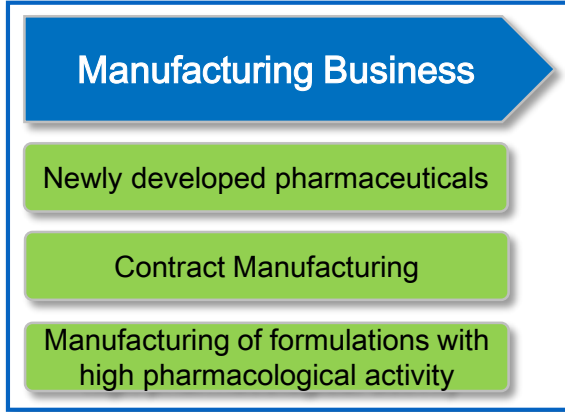 Manufacturing Business
Newly developed pharmaceuticals
Contract Manufacturing
Manufacturing of formulations with
high pharmacological activity